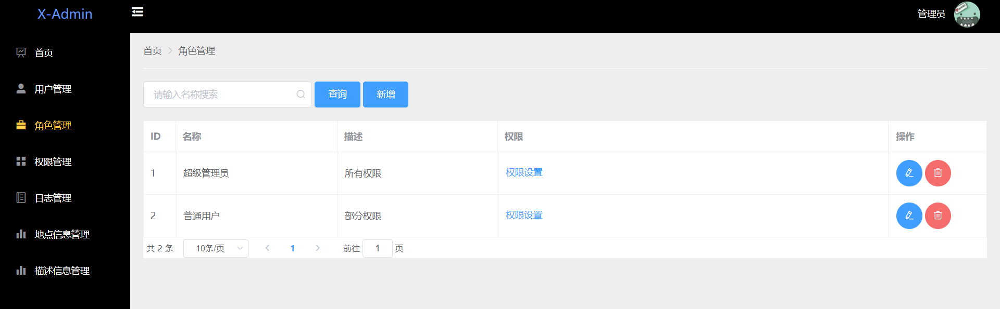 X-Admin
管理员
首页
用户管理
角色管理
权限管理
日志管理
地点信息管理
描述信息管理
首页 角色管理
请输入名称搜索 查询 新增
ID 名称 描述 权限 操作
1 超级管理员 所有权限 权限设置
2 普通用户 部分权限 权限设置
共 2 条 10条/页 1 前往 1 页